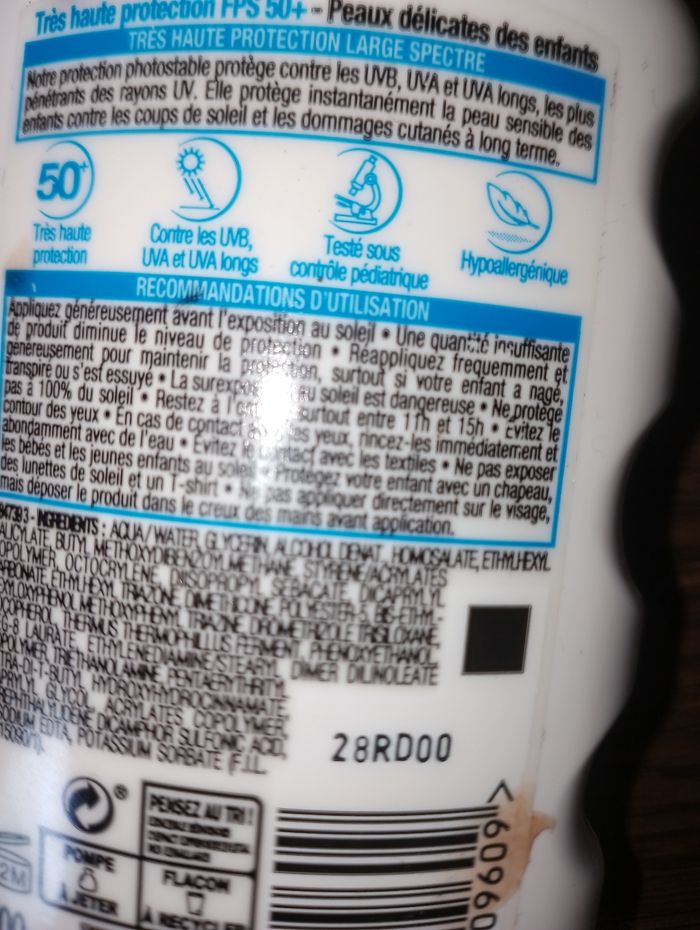 Très haute protection FPS 50+ - Peaux délicates des enfants
TRÈS HAUTE PROTECTION LARGE SPECTRE
Notre protection photostable protège contre les UVB, UVA et UVA longs, les plus
pénétrants des rayons UV. Elle protège instantanément la peau sensible des
enfants contre les coups de soleil et les dommages cutanés à long terme.
50+
Très haute
protection
Contre les UVB,
UVA et UVA longs
Testé sous
contrôle pédiatrique
Hypoallergénique
RECOMMANDATIONS D'UTILISATION
Appliquez généreusement avant l'exposition au soleil • Une quantité insuffisante
de produit diminue le niveau de protection • Réappliquez fréquemment et
généreusement pour maintenir la protection, surtout si votre enfant a nagé,
transpiré ou s'est essuyé • La surexpos au soleil est dangereuse • Ne protège
pas à 100% du soleil • Restez à l' surtout entre 11h et 15h • Évitez le
contour des yeux • En cas de contact les yeux, rincez-les immédiatement et
abondamment avec de l'eau • Évitez le contact avec les textiles • Ne pas exposer
les bébés et les jeunes enfants au soleil • Protégez votre enfant avec un chapeau,
des lunettes de soleil et un T-shirt • Ne pas appliquer directement sur le visage,
mais déposer le produit dans le creux des mains avant application.
INGREDIENTS : AQUA / WATER, GLYCERIN, ALCOHOL DENAT., HOMOSALATE, ETHYLHEXYL
SALICYLATE, BUTYL METHOXYDIBENZOYLMETHANE, STYRENE/ACRYLATES
COPOLYMER, OCTOCRYLENE, DIISOPROPYL SEBACATE, DICAPRYLYL
CARBONATE, ETHYLHEXYL TRIAZONE, DIMETHICONE, POLYESTER-5, BIS-ETHYL-
HEXYLOXYPHENOL METHOXYPHENYL TRIAZINE, DROMETRIZOLE TRISILOXANE,
TOCOPHEROL, THERMUS THERMOPHILLUS FERMENT, PHENOXYETHANOL,
PEG-8 LAURATE, ETHYLENEDIAMINE/STEARYL DIMER DILINOLEATE
COPOLYMER, TRIETHANOLAMINE, PENTAERYTHRITYL
TETRA-DI-T-BUTYL HYDROXYHYDROCINNAMATE,
CAPRYLYL GLYCOL, ACRYLATES COPOLYMER,
TEREPHTHALYLIDENE DICAMPHOR SULFONIC ACID,
SODIUM EDTA, POTASSIUM SORBATE (F.I.L.
28RD00
PENSEZ AU TRI !
POMPE
À JETER
FLACON
À RECYCLER
2M
00
>60960